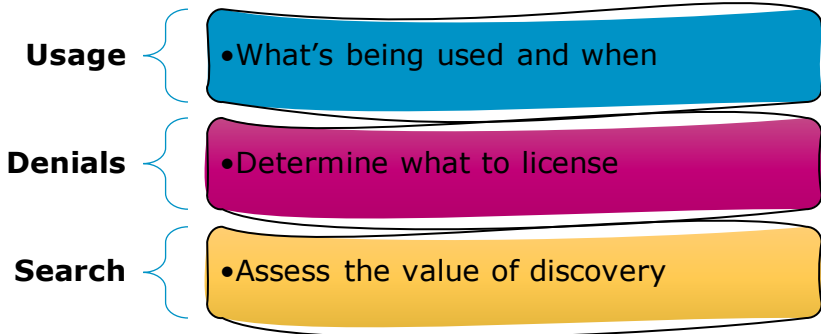 Usage
•What’s being used and when
Denials
•Determine what to license
Search
•Assess the value of discovery